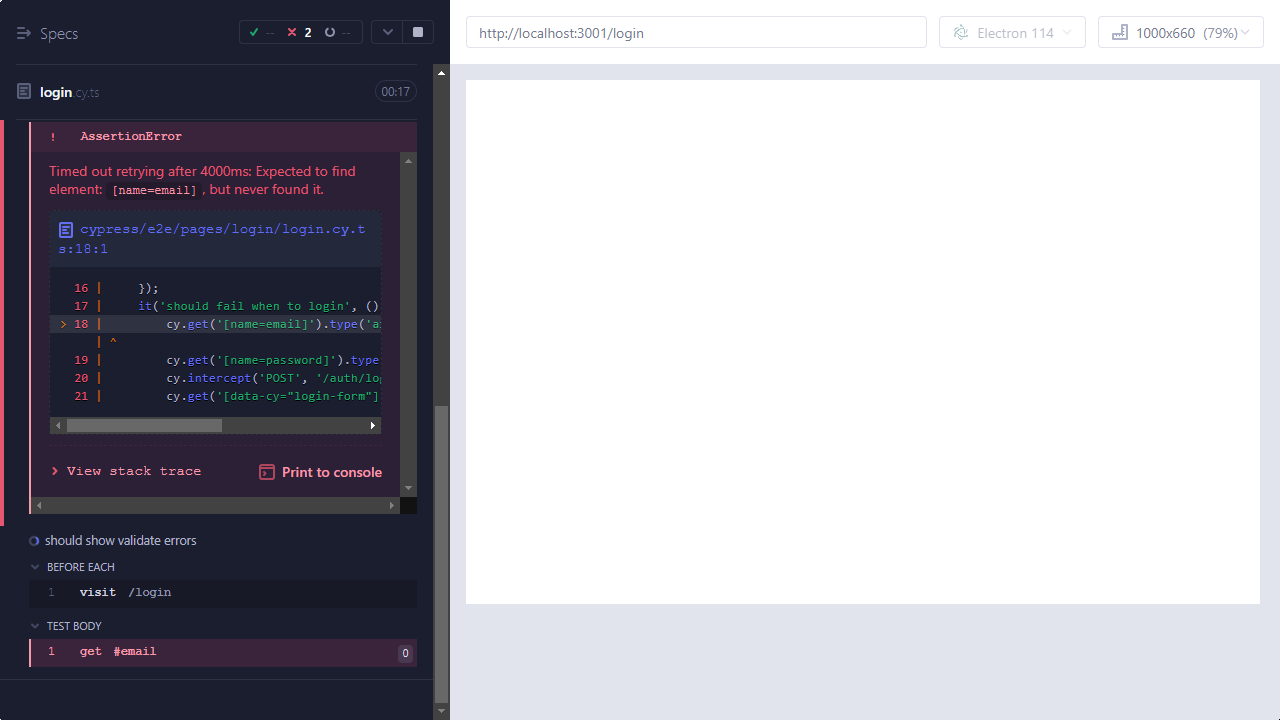 Specs
-- 2 --
http://localhost:3001/login
Electron 114
1000x660 (79%)
login.cy.ts
00:17
! AssertionError
Timed out retrying after 4000ms: Expected to find
element: [name=email], but never found it.
cypress/e2e/pages/login/login.cy.t
s:18:1
16 | });
17 | it('should fail when to login', ()
> 18 | cy.get('[name=email]').type('a
| ^
19 | cy.get('[name=password]').type
20 | cy.intercept('POST', '/auth/log
21 | cy.get('[data-cy="login-form"]
View stack trace
Print to console
should show validate errors
BEFORE EACH
1 visit /login
TEST BODY
1 get #email 0